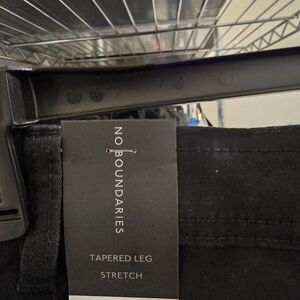 NO BOUNDARIES
TAPERED LEG
STRETCH